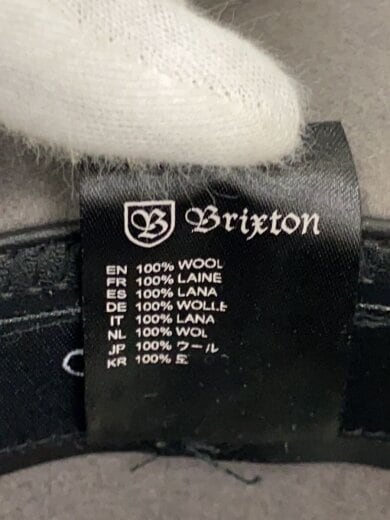 B Brixton
EN 100% WOOL
FR 100% LAINE
ES 100% LANA
DE 100% WOLLE
IT 100% LANA
NL 100% WOL
JP 100% ウール
KR 100%